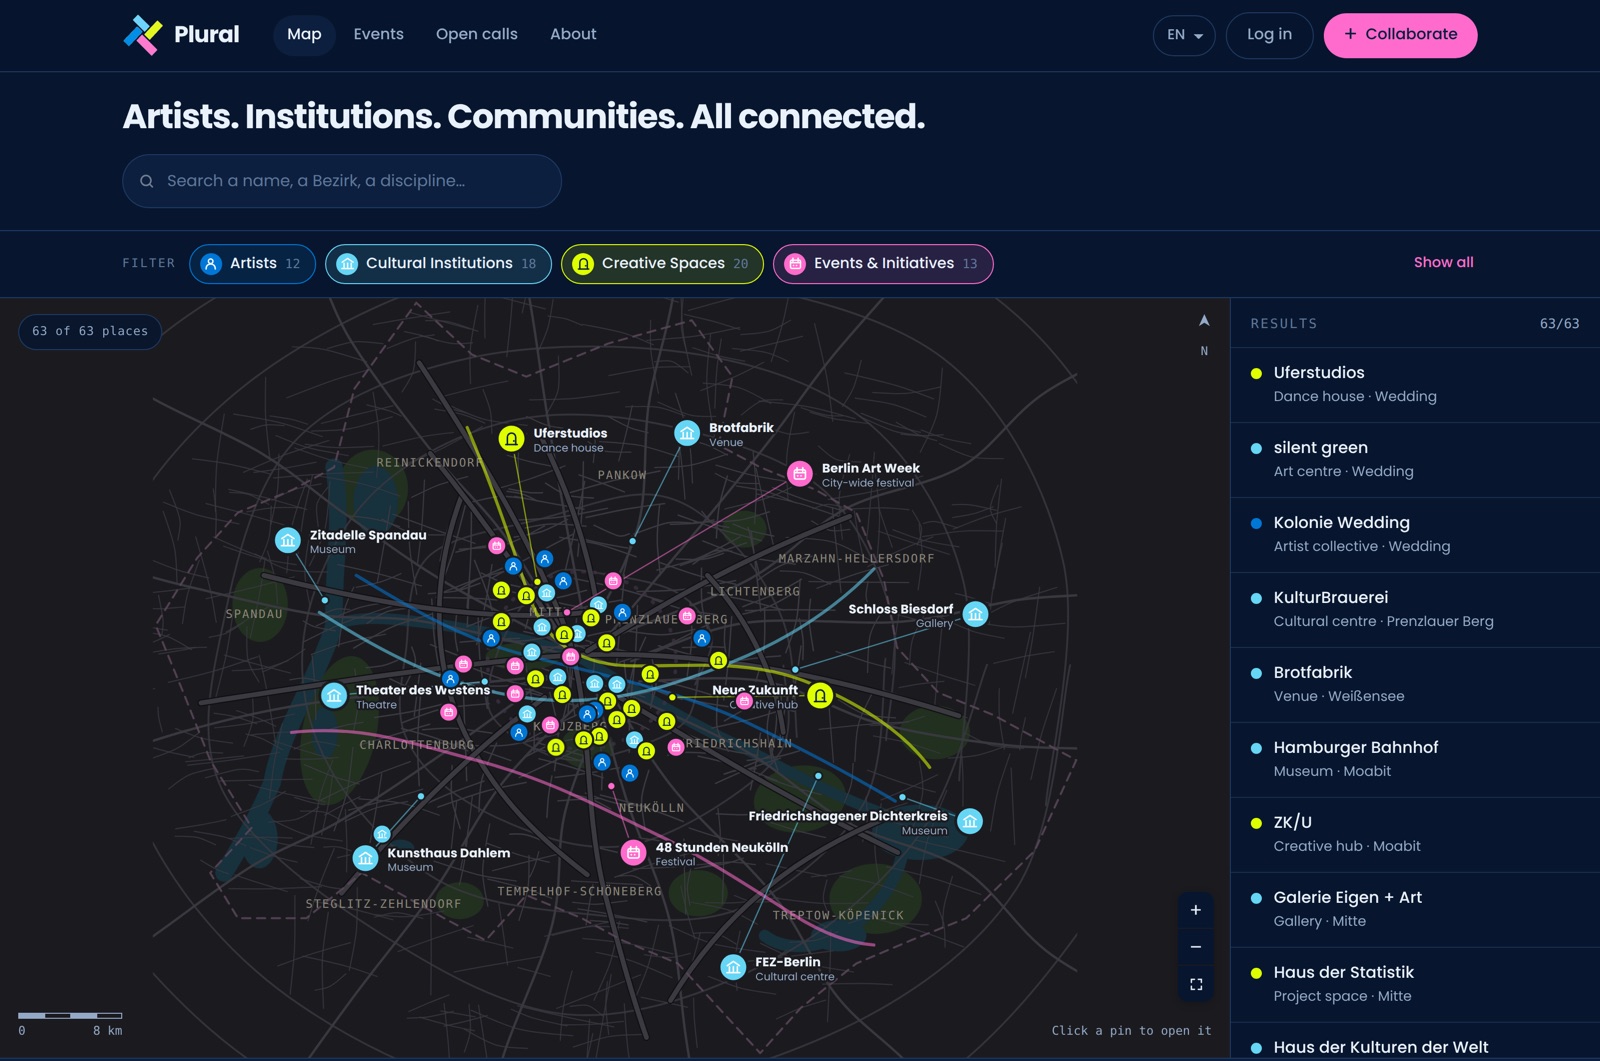 Plural
Map
Events
Open calls
About
EN
Log in
+ Collaborate
Artists. Institutions. Communities. All connected.
Search a name, a Bezirk, a discipline...
FILTER
Artists 12
Cultural Institutions 18
Creative Spaces 20
Events & Initiatives 13
Show all
63 of 63 places
N
Uferstudios
Dance house
Brotfabrik
Venue
REINICKENDORF
PANKOW
Berlin Art Week
City-wide festival
Zitadelle Spandau
Museum
MARZAHN-HELLERSDORF
LICHTENBERG
SPANDAU
Schloss Biesdorf
Gallery
Theater des Westens
Theatre
Neue Zukunft
CHARLOTTENBURG
NEUKÖLLN
Friedrichshagener Dichterkreis
Museum
Kunsthaus Dahlem
Museum
48 Stunden Neukölln
Festival
TEMPELHOF-SCHÖNEBERG
STEGLITZ-ZEHLENDORF
TREPTOW-KÖPENICK
FEZ-Berlin
Cultural centre
+
−
0 8 km
Click a pin to open it
RESULTS 63/63
Uferstudios
Dance house · Wedding
silent green
Art centre · Wedding
Kolonie Wedding
Artist collective · Wedding
KulturBrauerei
Cultural centre · Prenzlauer Berg
Brotfabrik
Venue · Weißensee
Hamburger Bahnhof
Museum · Moabit
ZK/U
Creative hub · Moabit
Galerie Eigen + Art
Gallery · Mitte
Haus der Statistik
Project space · Mitte
Haus der Kulturen der Welt